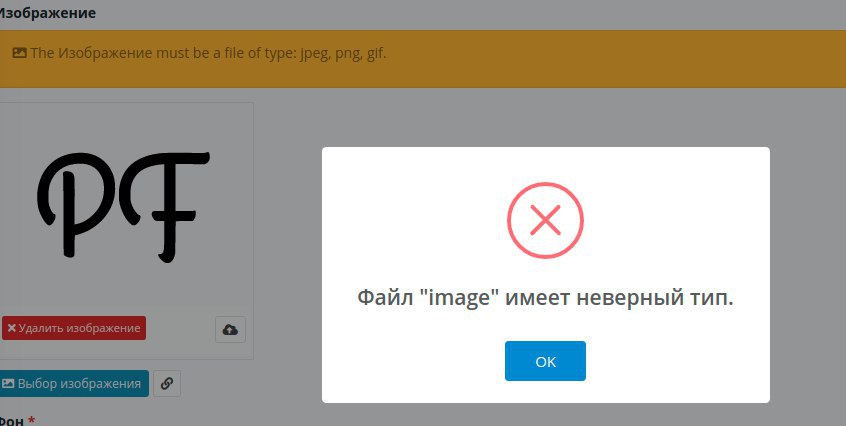 Изображение
The Изображение must be a file of type: jpeg, png, gif.
PF
Файл "image" имеет неверный тип.
Удалить изображение
OK
Выбор изображения
Фон *